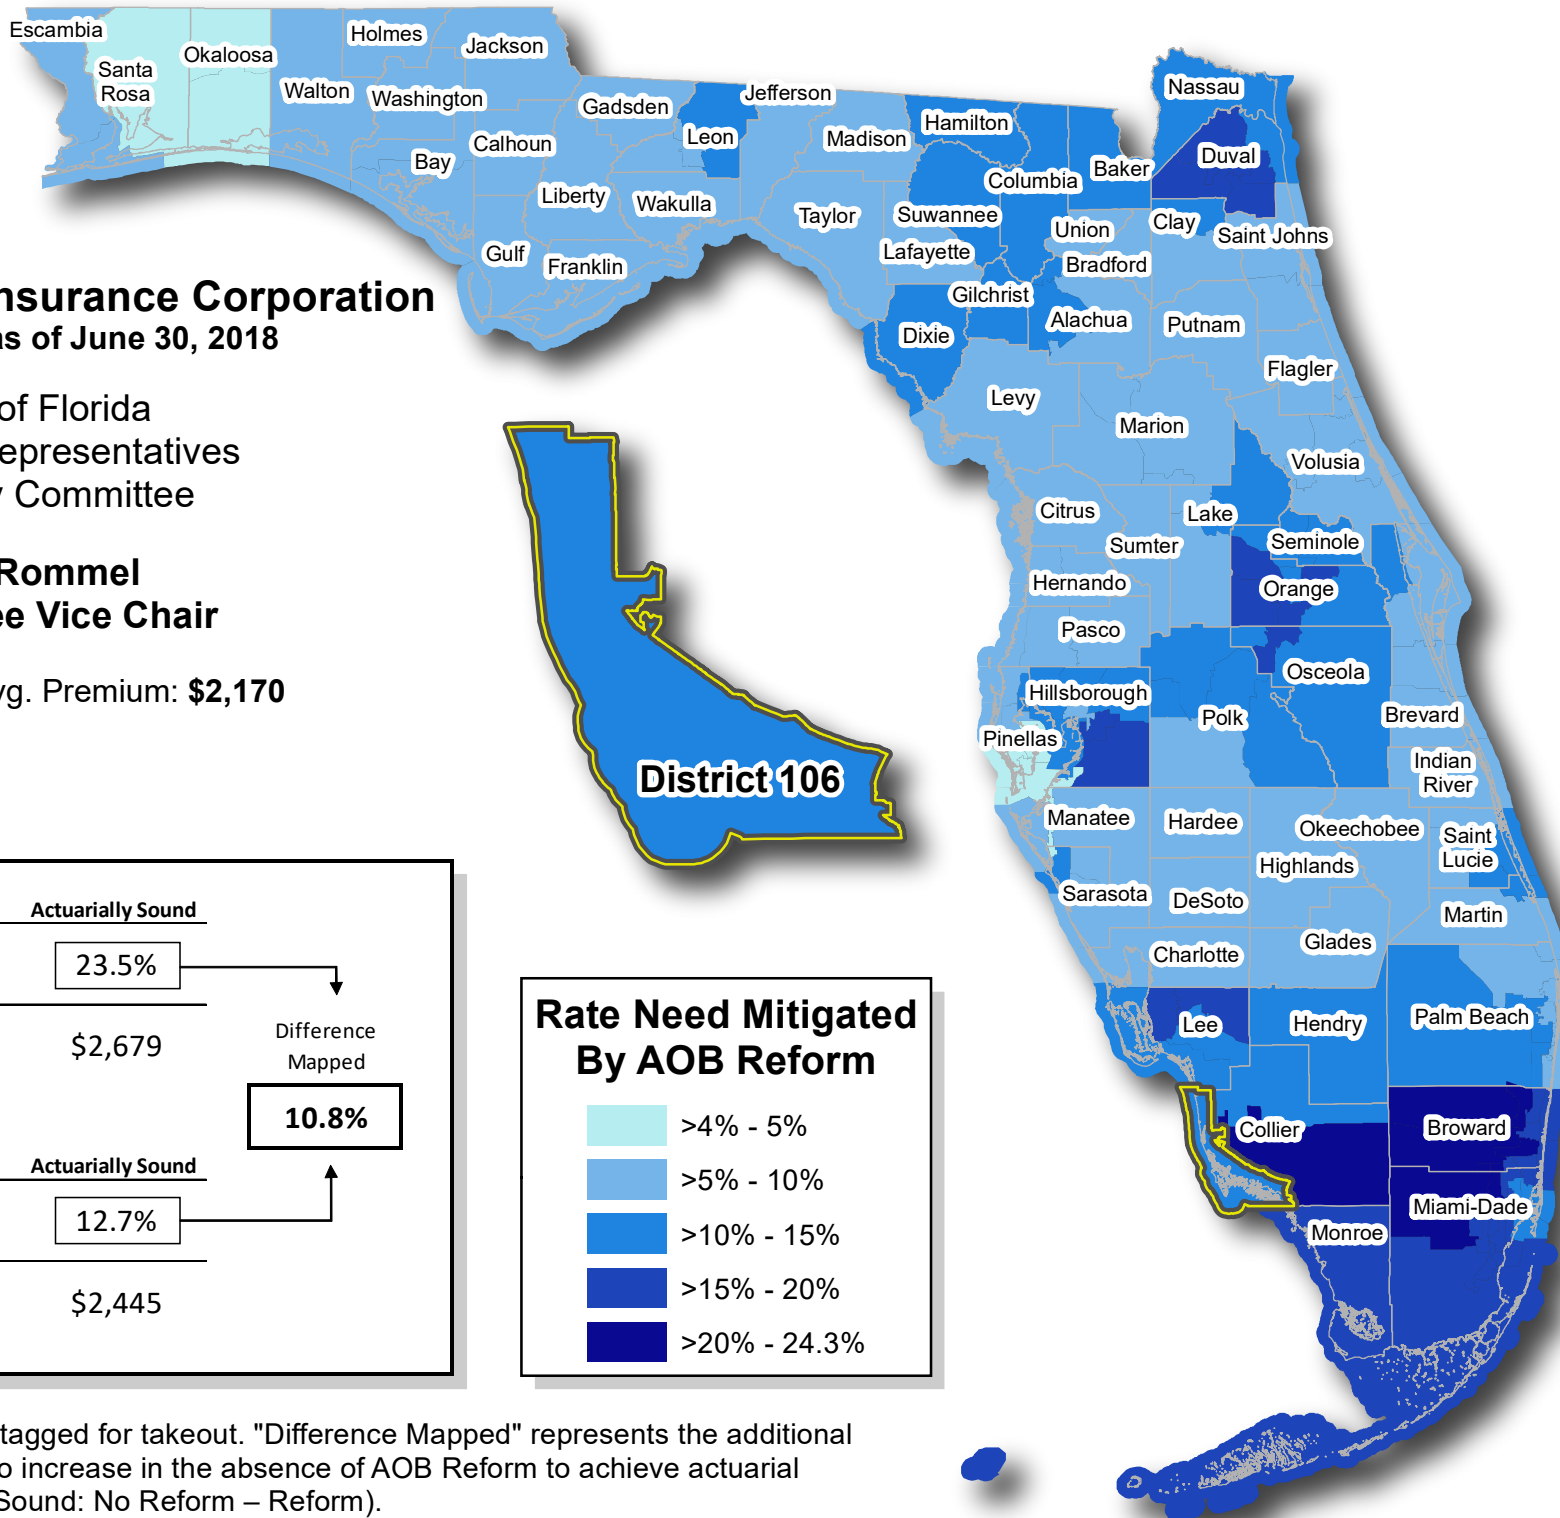 Escambia
Santa
Rosa
Okaloosa
Walton
Holmes
Washington
Jackson
Bay
Calhoun
Gulf
Liberty
Franklin
Gadsden
Wakulla
Leon
Jefferson
Madison
Taylor
Hamilton
Suwannee
Lafayette
Columbia
Baker
Nassau
Duval
Union
Clay
Saint Johns
Bradford
Gilchrist
Dixie
Alachua
Putnam
Flagler
Levy
Marion
Volusia
Citrus
Lake
Sumter
Seminole
Hernando
Orange
Pasco
Osceola
Hillsborough
Polk
Brevard
Pinellas
Indian
River
Manatee
Hardee
Okeechobee
Saint
Lucie
Highlands
Sarasota
DeSoto
Martin
Glades
Charlotte
Lee
Hendry
Palm Beach
Collier
Broward
Miami-Dade
Monroe
nsurance Corporation
as of June 30, 2018
of Florida
epresentatives
Committee
Rommel
ee Vice Chair
vg. Premium: $2,170
District 106
Actuarially Sound
23.5%
$2,679
Difference
Mapped
10.8%
Actuarially Sound
12.7%
$2,445
Rate Need Mitigated
By AOB Reform
>4% - 5%
>5% - 10%
>10% - 15%
>15% - 20%
>20% - 24.3%
tagged for takeout. "Difference Mapped" represents the additional
o increase in the absence of AOB Reform to achieve actuarial
Sound: No Reform – Reform).